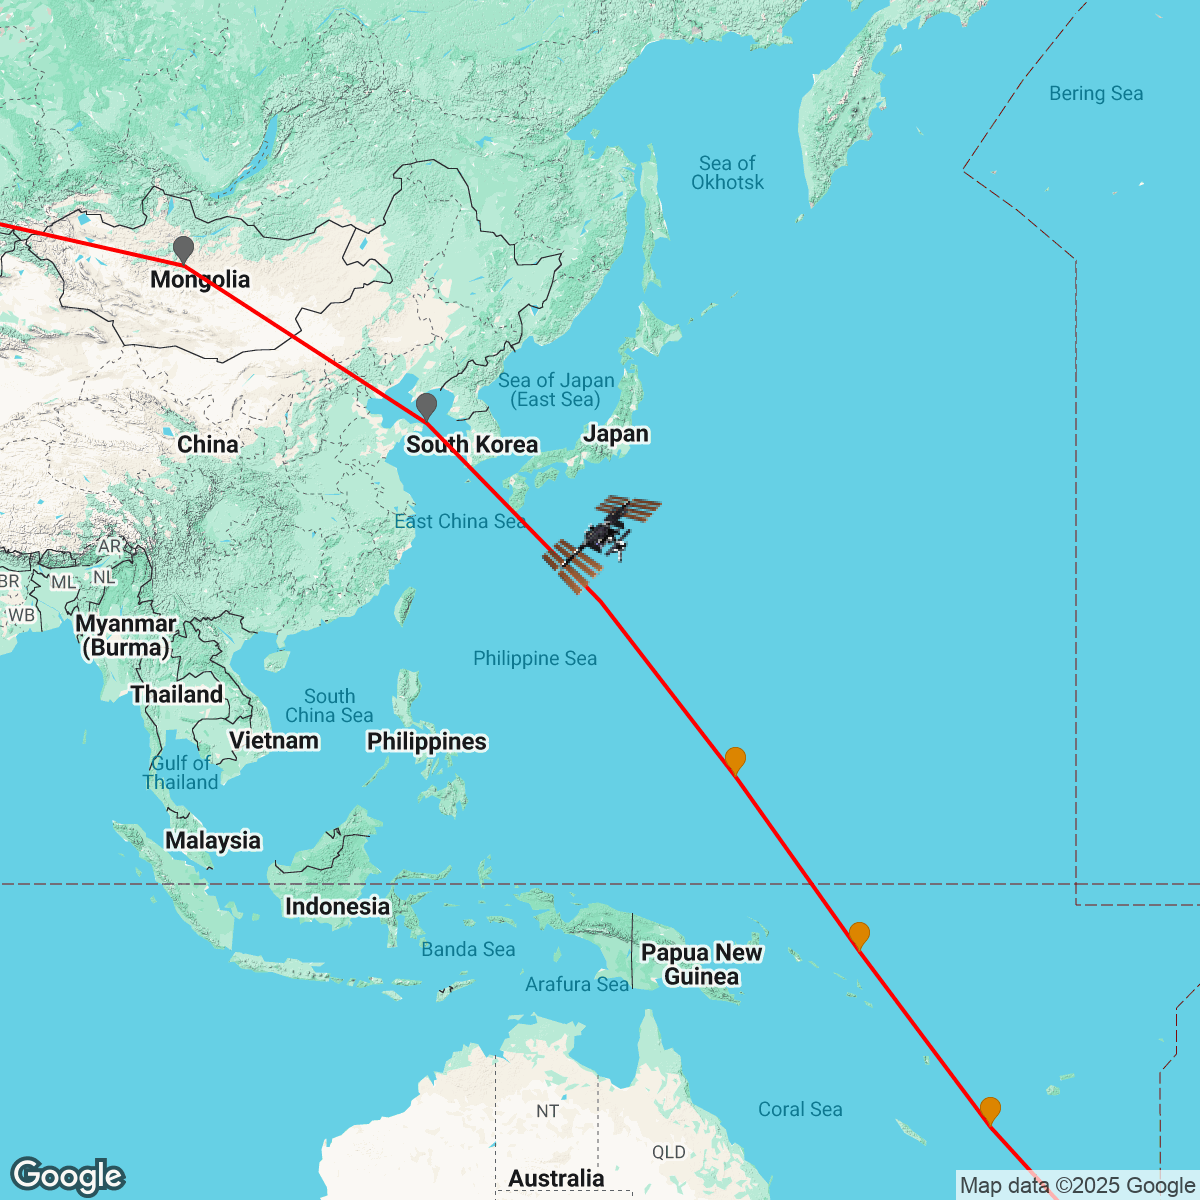 Bering Sea
Sea of
Okhotsk
Mongolia
Sea of Japan
(East Sea)
Japan
China
South Korea
East China Sea
AR
BR
ML
NL
WB
Myanmar
(Burma)
Philippine Sea
Thailand
South
China Sea
Vietnam
Philippines
Gulf of
Thailand
Malaysia
Indonesia
Banda Sea
Papua New
Guinea
Arafura Sea
NT
Coral Sea
QLD
Australia
Google
Map data ©2025 Google